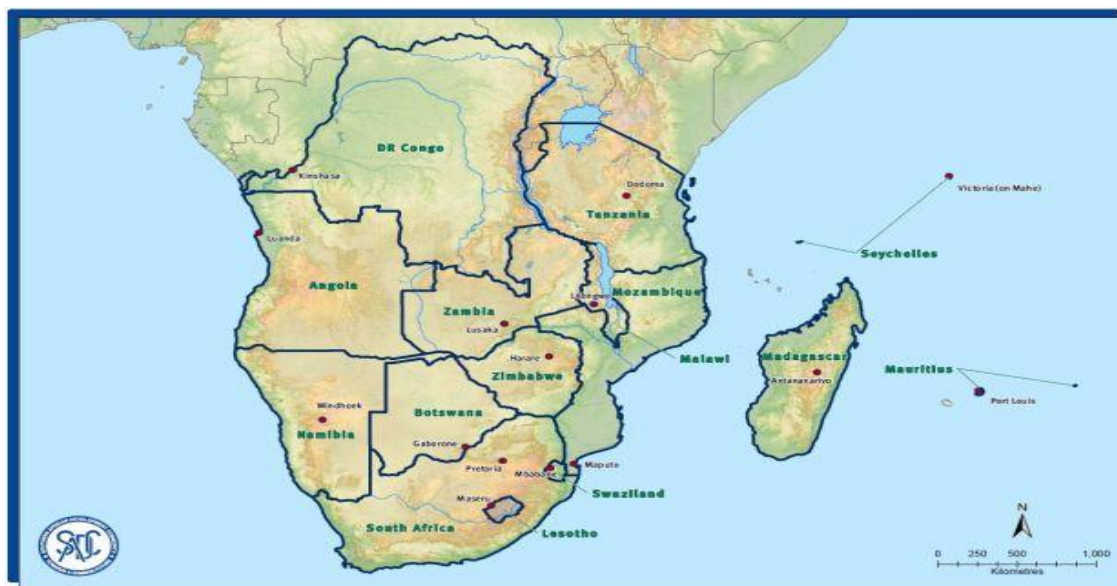 DR Congo
Kinshasa
Dodoma
Victoria (on Mahe)
Tanzania
Luanda
Seychelles
Angola
Mozambique
Lilongwe
Zambia
Lusaka
Malawi
Harare
Madagascar
Zimbabwe
Mauritius
Antananarivo
Port Louis
Windhoek
Botswana
Namibia
Gaborone
Pretoria
Mbabane
Maputo
Swaziland
Maseru
South Africa
Lesotho
SADC
N
0 250 500 1,000
Kilometres